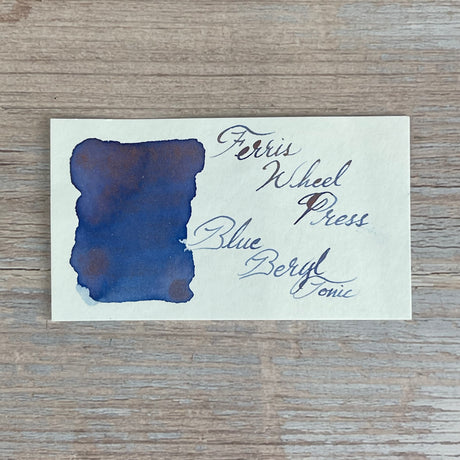 Ferris
Wheel
Press
Blue
Beryl
Tonic